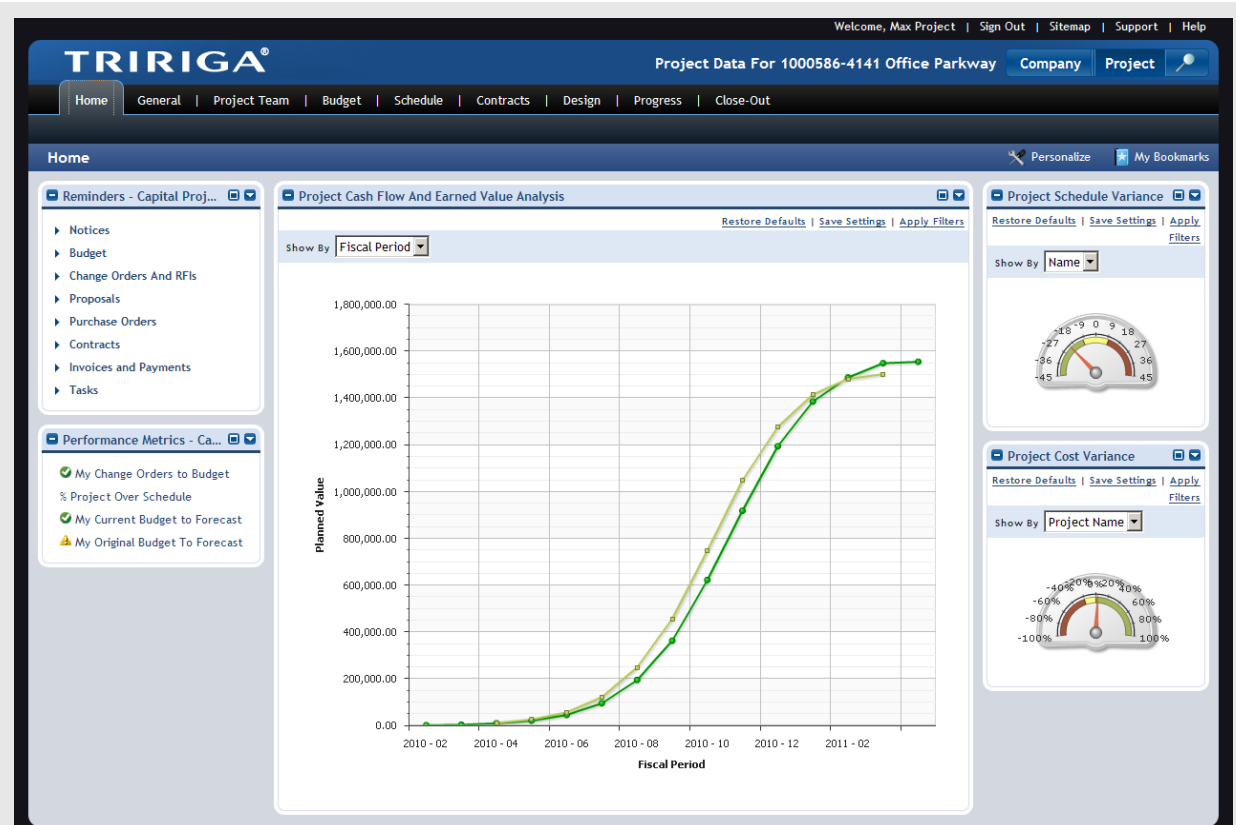 Welcome, Max Project | Sign Out | Sitemap | Support | Help
TRIRIGA®
Project Data For 1000586-4141 Office Parkway
Company
Project
Home
General | Project Team | Budget | Schedule | Contracts | Design | Progress | Close-Out
Home
Personalize
My Bookmarks
Reminders - Capital Proj...
Notices
Budget
Change Orders And RFIs
Proposals
Purchase Orders
Contracts
Invoices and Payments
Tasks
Performance Metrics - Ca...
My Change Orders to Budget
% Project Over Schedule
My Current Budget to Forecast
My Original Budget To Forecast
Project Cash Flow And Earned Value Analysis
Restore Defaults | Save Settings | Apply Filters
Show By Fiscal Period
1,800,000.00
1,600,000.00
1,400,000.00
1,200,000.00
1,000,000.00
800,000.00
600,000.00
400,000.00
200,000.00
0.00
Planned Value
2010 - 02 2010 - 04 2010 - 06 2010 - 08 2010 - 10 2010 - 12 2011 - 02
Fiscal Period
Project Schedule Variance
Restore Defaults | Save Settings | Apply
Filters
Show By Name
-45 -36 -27 -18 -9 0 9 18 27 36 45
Project Cost Variance
Restore Defaults | Save Settings | Apply
Filters
Show By Project Name
-100% -80% -60% -40% -20% 0% 20% 40% 60% 80% 100%